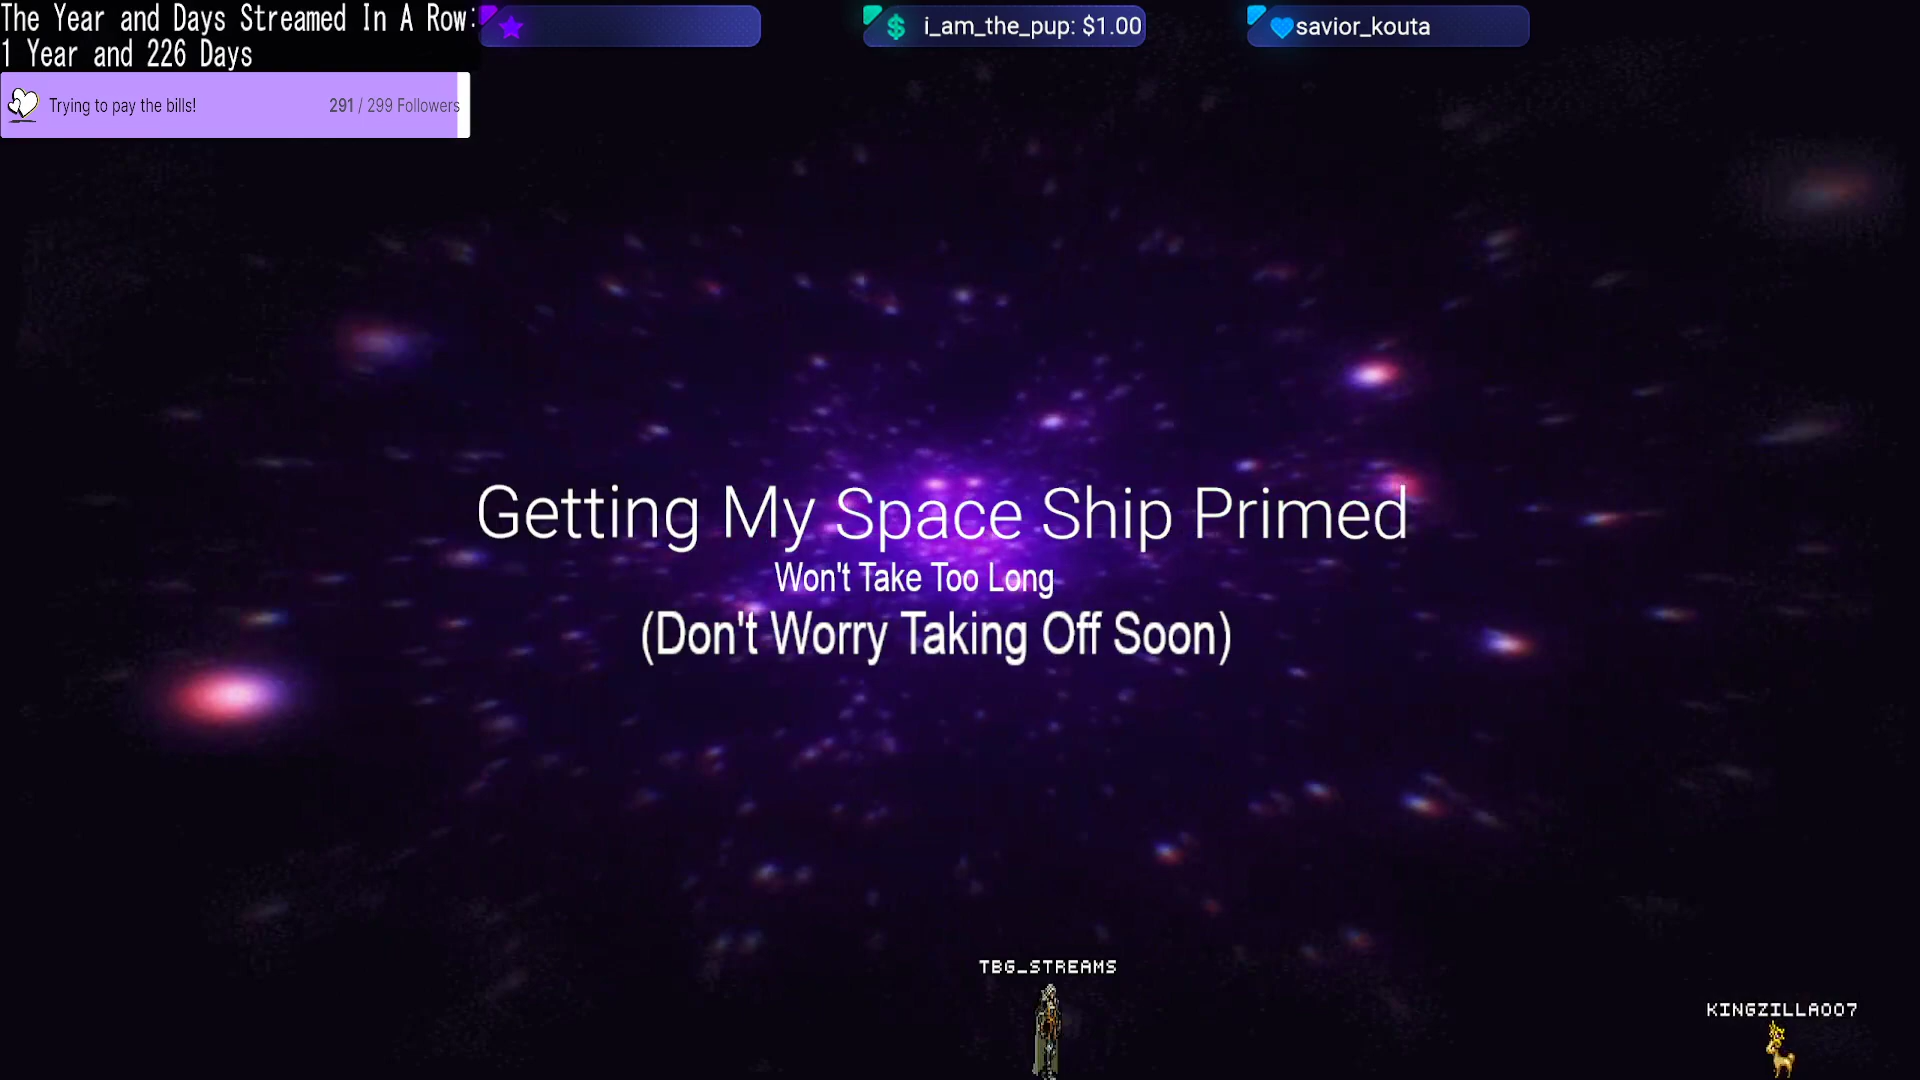 The Year and Days Streamed In A Row:
1 Year and 226 Days
Trying to pay the bills!
291 / 299 Followers
i_am_the_pup: $1.00
savior_kouta
Getting My Space Ship Primed
Won't Take Too Long
(Don't Worry Taking Off Soon)
TBG_STREAMS
KINGZILLA007